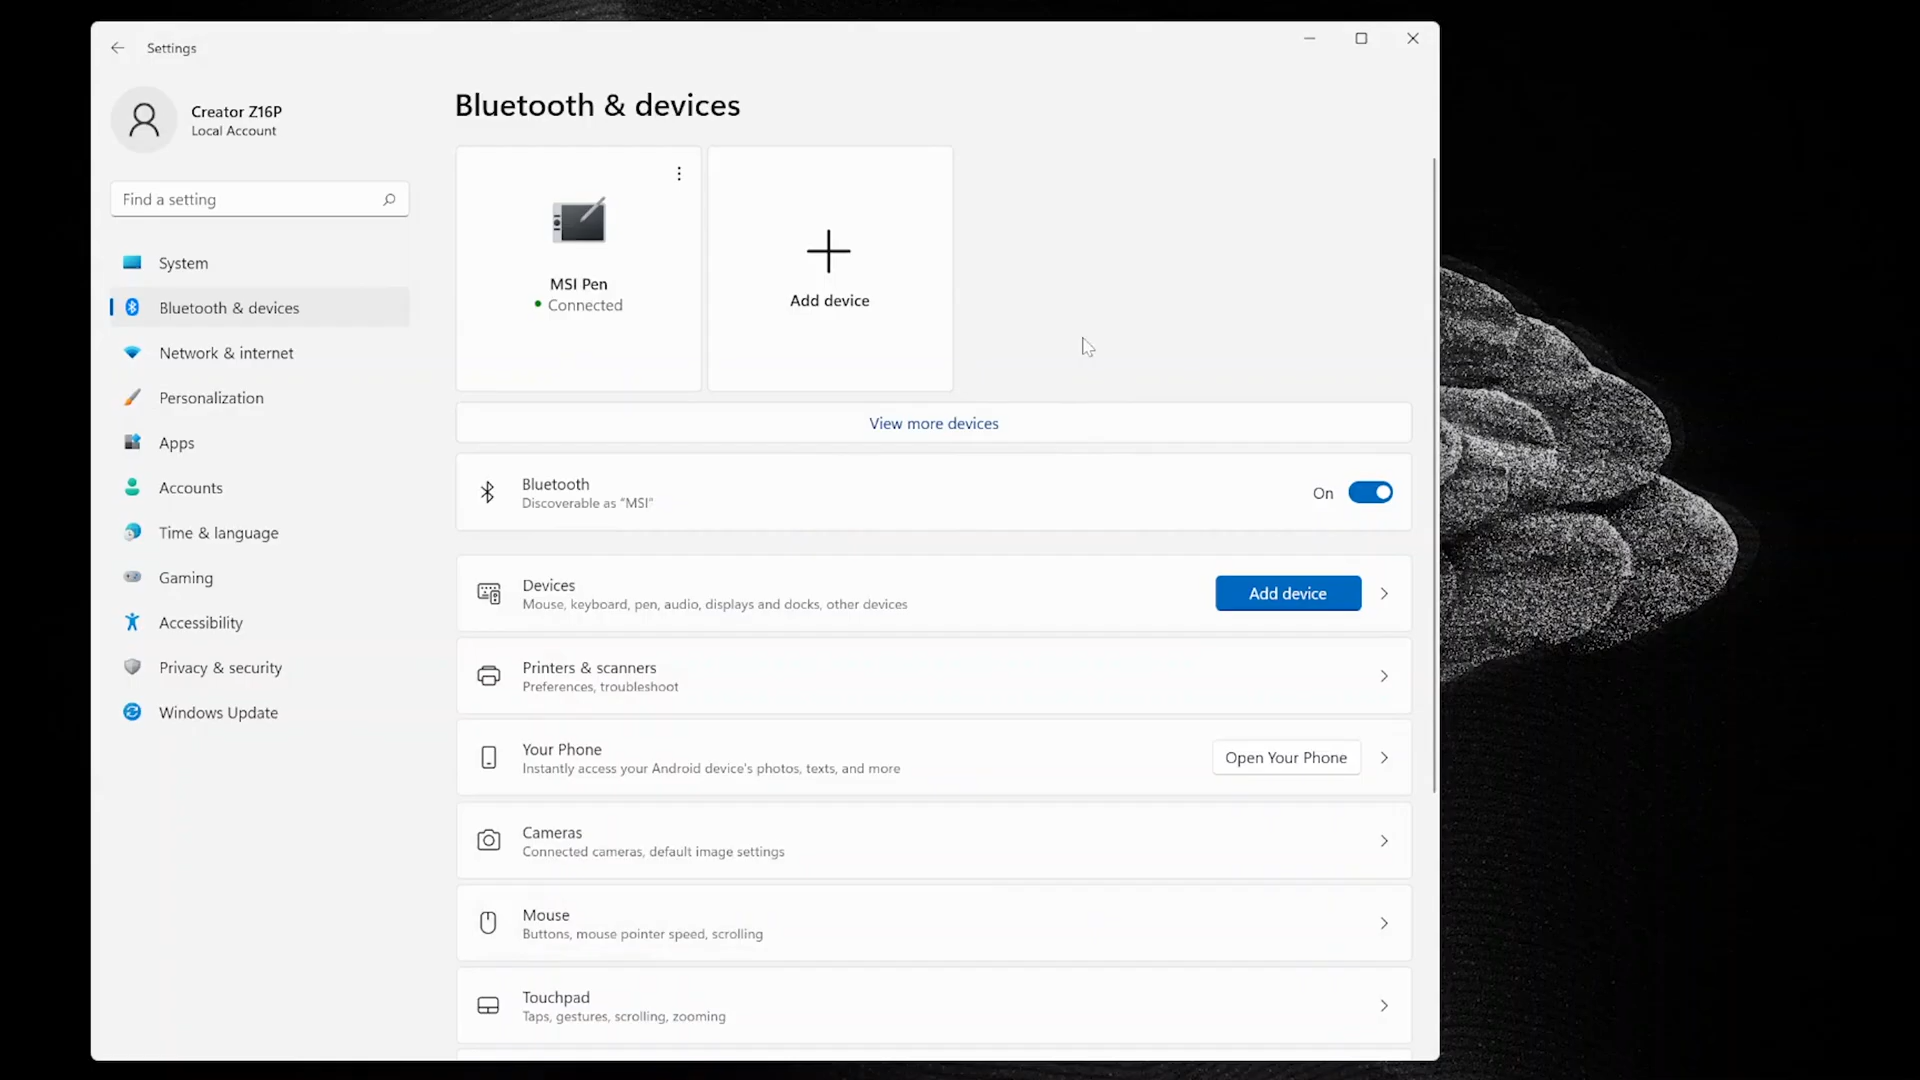 Settings
Creator Z16P
Local Account
Find a setting
System
Bluetooth & devices
Network & internet
Personalization
Apps
Accounts
Time & language
Gaming
Accessibility
Privacy & security
Windows Update
Bluetooth & devices
MSI Pen
Connected
Add device
View more devices
Bluetooth
Discoverable as "MSI"
On
Devices
Mouse, keyboard, pen, audio, displays and docks, other devices
Add device
Printers & scanners
Preferences, troubleshoot
Your Phone
Instantly access your Android device's photos, texts, and more
Open Your Phone
Cameras
Connected cameras, default image settings
Mouse
Buttons, mouse pointer speed, scrolling
Touchpad
Taps, gestures, scrolling, zooming